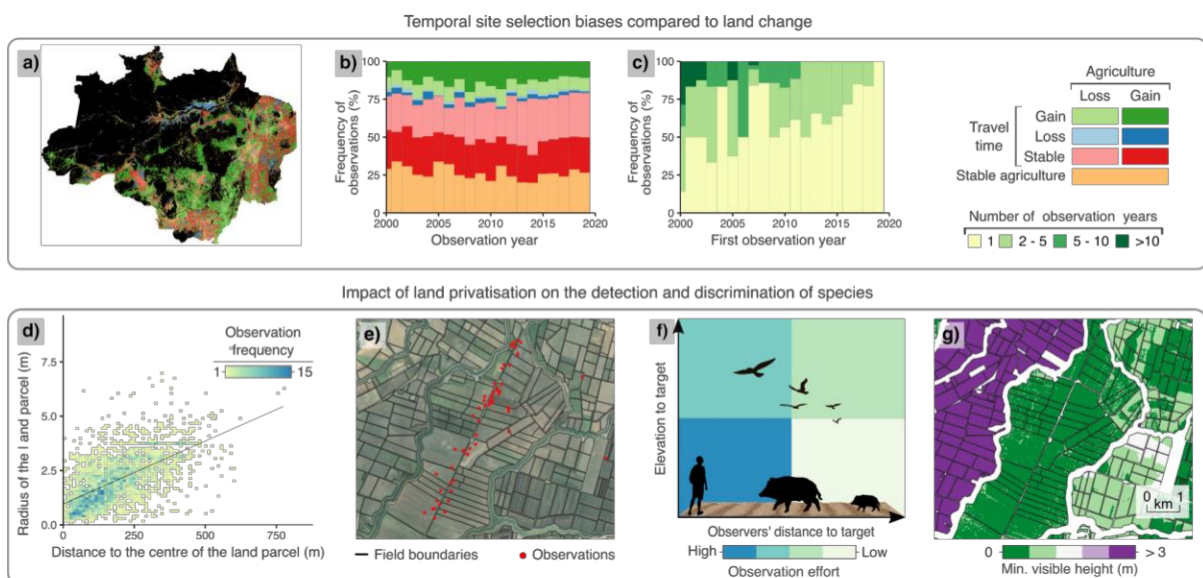 Temporal site selection biases compared to land change
a)
b)
Frequency of
observations (%)
100
75
50
25
0
2000 2005 2010 2015 2020
Observation year
c)
Frequency of
observations (%)
100
75
50
25
0
2000 2005 2010 2015 2020
First observation year
Agriculture
Loss Gain
Travel
time
Gain
Loss
Stable
Stable agriculture
Number of observation years
1 2 - 5 5 - 10 >10
Impact of land privatisation on the detection and discrimination of species
d)
Observation
frequency
1 15
Radius of the l and parcel (m)
7.5
5.0
2.5
0.0
0 250 500 750
Distance to the centre of the land parcel (m)
e)
Field boundaries Observations
f)
Elevation to target
Observers' distance to target
High Low
Observation effort
g)
0 1
km
0 > 3
Min. visible height (m)